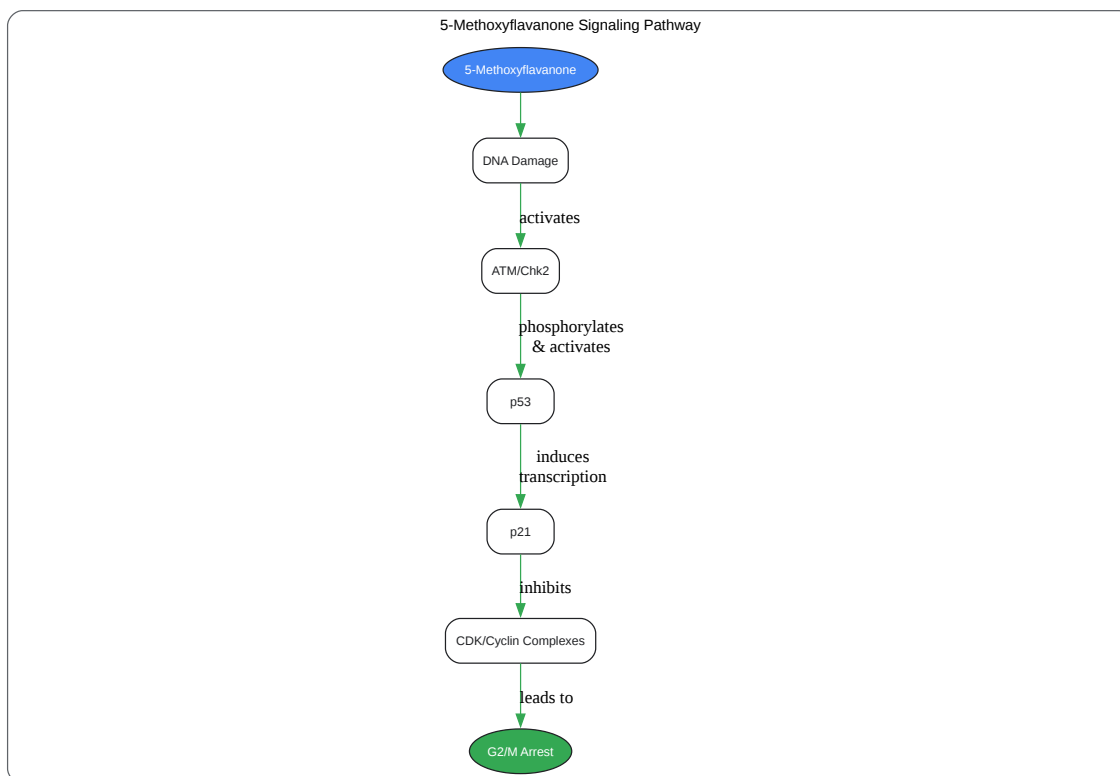 5-Methoxyflavanone Signaling Pathway
5-Methoxyflavanone
DNA Damage
activates
ATM/Chk2
phosphorylates
& activates
p53
induces
transcription
p21
inhibits
CDK/Cyclin Complexes
leads to
G2/M Arrest